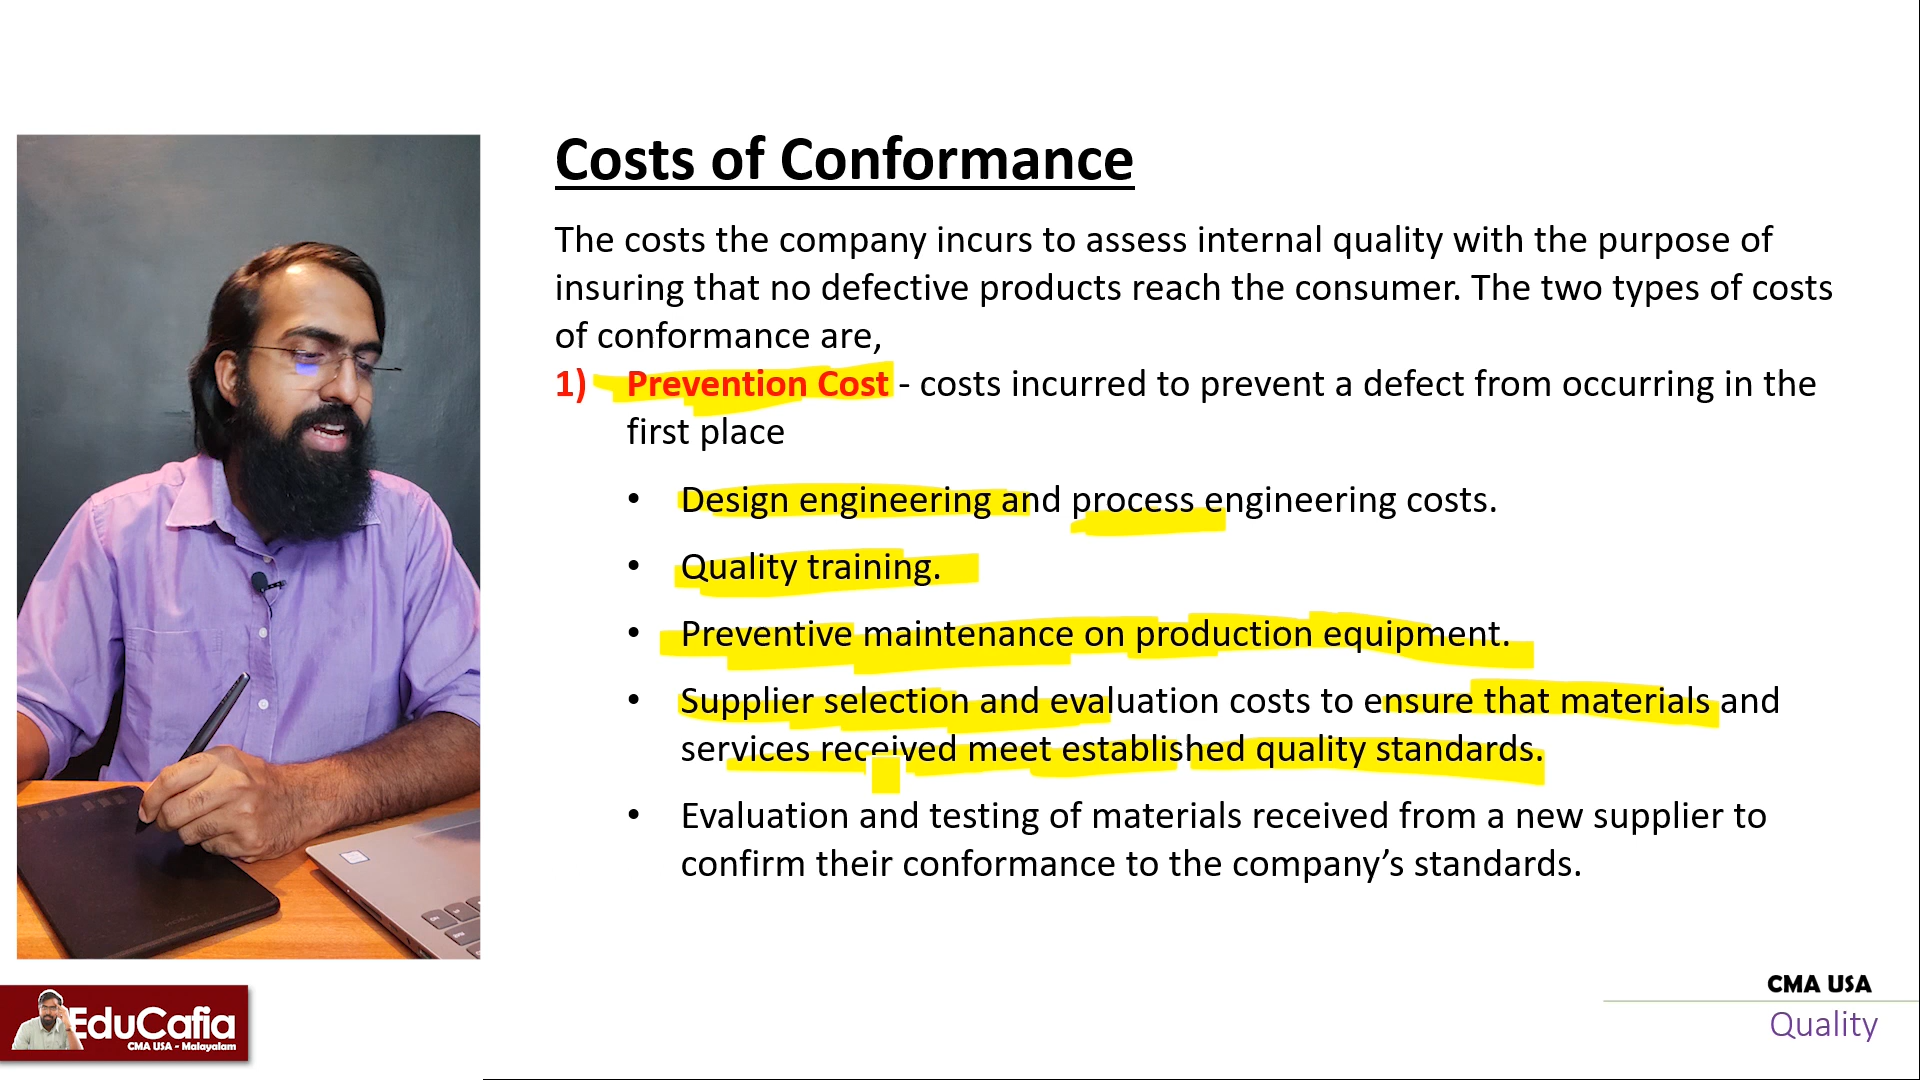 Costs of Conformance
The costs the company incurs to assess internal quality with the purpose of
insuring that no defective products reach the consumer. The two types of costs
of conformance are,
1) Prevention Cost - costs incurred to prevent a defect from occurring in the
first place
• Design engineering and process engineering costs.
• Quality training.
• Preventive maintenance on production equipment.
• Supplier selection and evaluation costs to ensure that materials and
services received meet established quality standards.
• Evaluation and testing of materials received from a new supplier to
confirm their conformance to the company’s standards.
EduCafia
CMA USA - Malayalam
CMA USA
Quality